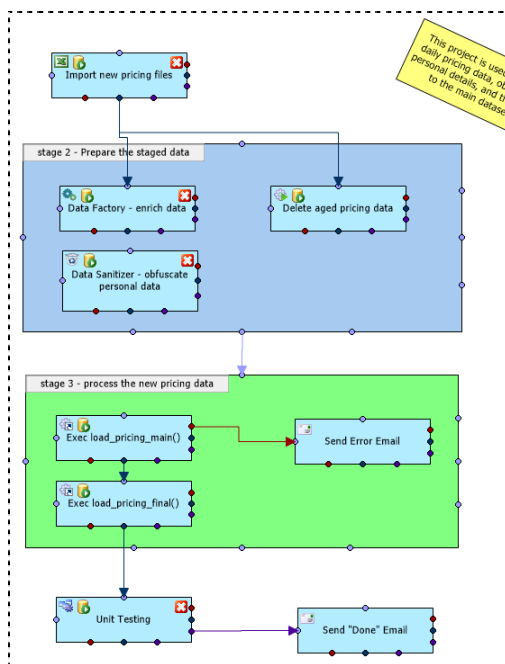 Import new pricing files
This project is used
daily pricing data,
personal details, and
to the main
stage 2 - Prepare the staged data
Data Factory - enrich data
Delete aged pricing data
Data Sanitizer - obfuscate
personal data
stage 3 - process the new pricing data
Exec load_pricing_main()
Send Error Email
Exec load_pricing_final()
Unit Testing
Send "Done" Email